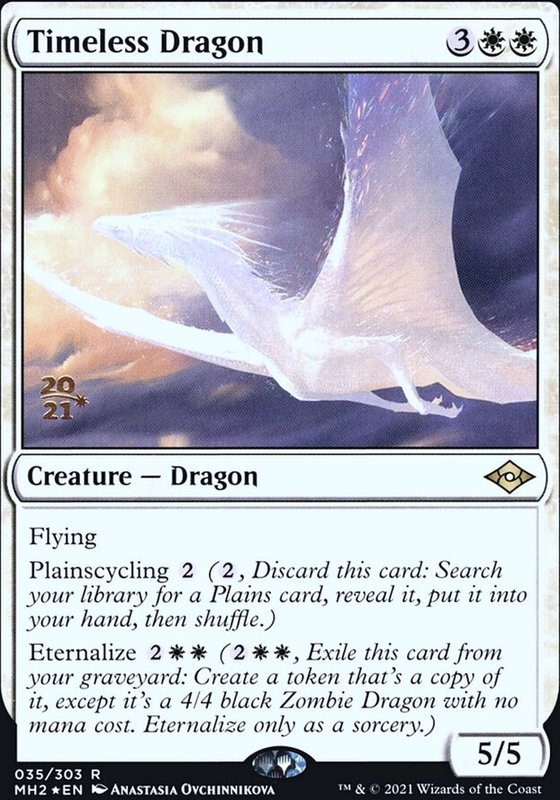 Timeless Dragon 3
20
21
Creature — Dragon
Flying
Plainscycling 2 (2, Discard this card: Search
your library for a Plains card, reveal it, put it into
your hand, then shuffle.)
Eternalize 2 (2, Exile this card from
your graveyard: Create a token that's a copy of
it, except it's a 4/4 black Zombie Dragon with no
mana cost. Eternalize only as a sorcery.)
5/5
035/303 R
MH2 ★ EN Anastasia Ovchinnikova
™ & © 2021 Wizards of the Coast